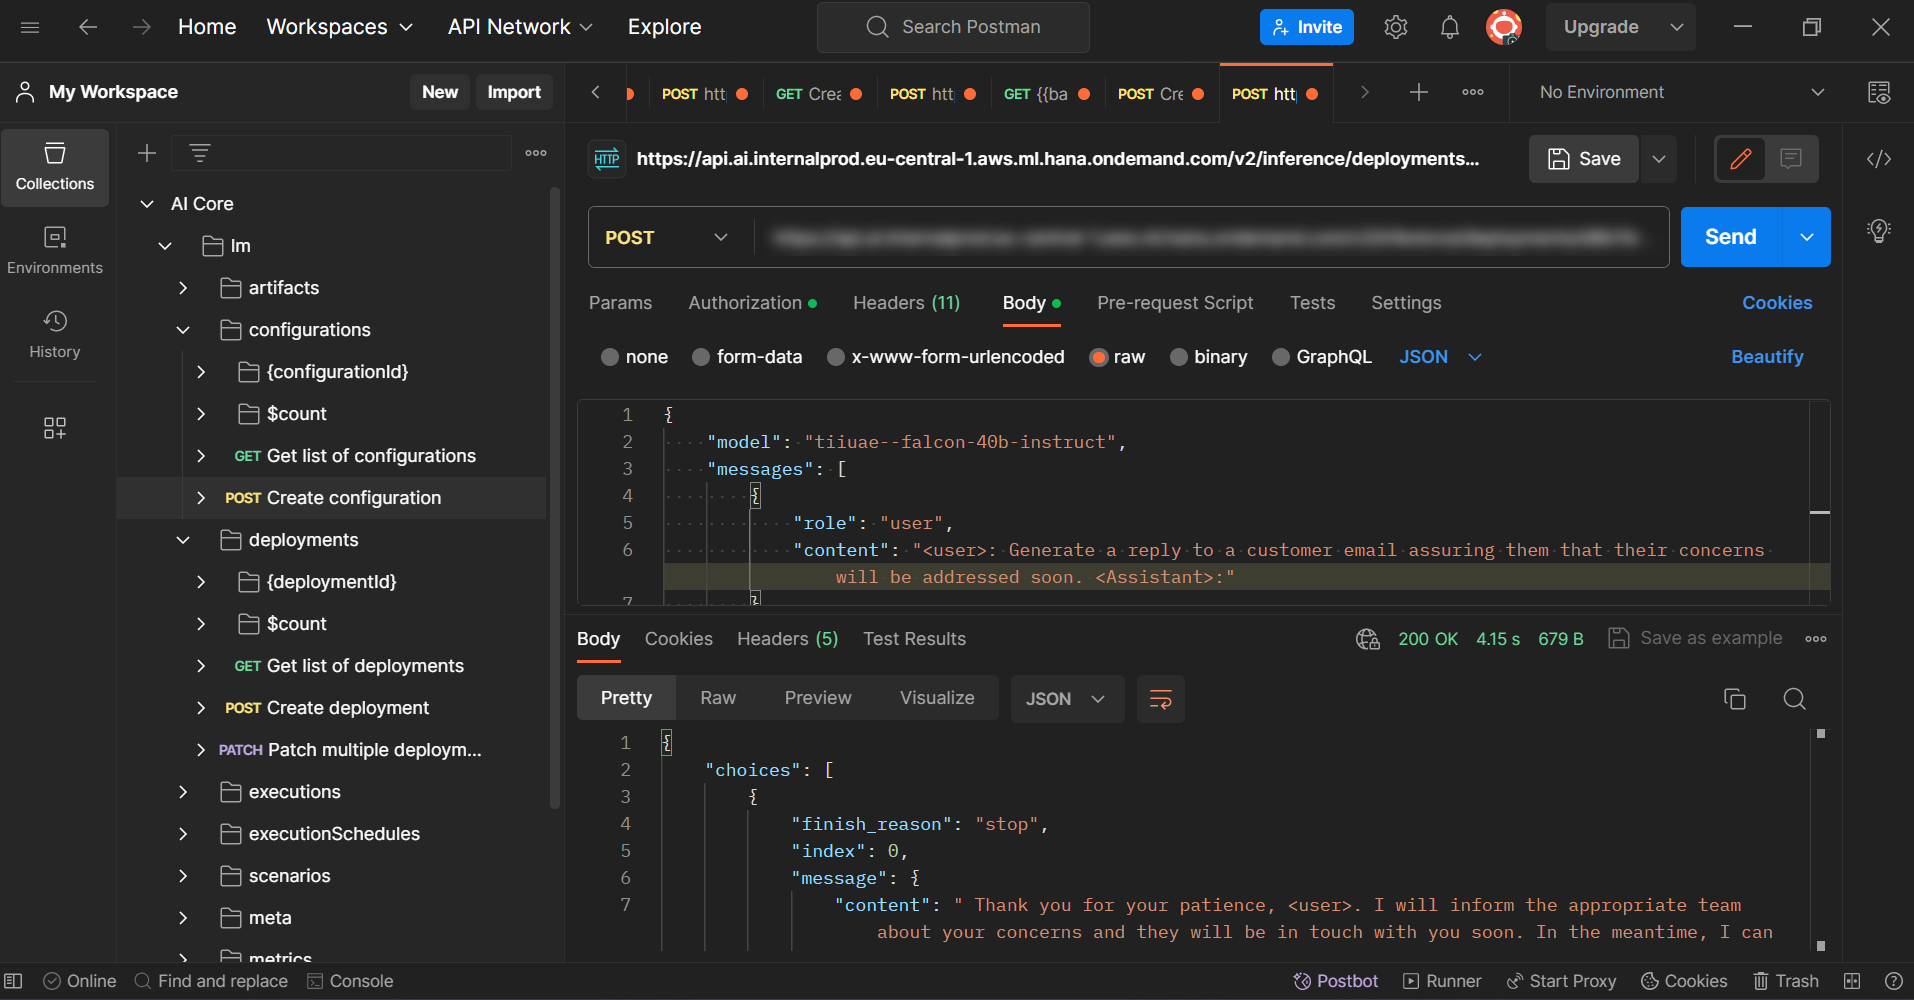 Home Workspaces API Network Explore Search Postman Invite Upgrade
My Workspace New Import
POST htt GET Crea POST htt GET {{ba POST Cre POST htt No Environment
Collections
Environments
History
AI Core
lm
artifacts
configurations
{configurationId}
$count
GET Get list of configurations
POST Create configuration
deployments
{deploymentId}
$count
GET Get list of deployments
POST Create deployment
PATCH Patch multiple deploym...
executions
executionSchedules
scenarios
meta
metrics
HTTP https://api.ai.internalprod.eu-central-1.aws.ml.hana.ondemand.com/v2/inference/deployments... Save
POST Send
Params Authorization Headers (11) Body Pre-request Script Tests Settings Cookies
none form-data x-www-form-urlencoded raw binary GraphQL JSON Beautify
1 {
2 "model": "tiiuae--falcon-40b-instruct",
3 "messages": [
4 {
5 "role": "user",
6 "content": "<user>: Generate a reply to a customer email assuring them that their concerns
will be addressed soon. <Assistant>:"
7 }
Body Cookies Headers (5) Test Results 200 OK 4.15 s 679 B Save as example
Pretty Raw Preview Visualize JSON
1 {
2 "choices": [
3 {
4 "finish_reason": "stop",
5 "index": 0,
6 "message": {
7 "content": " Thank you for your patience, <user>. I will inform the appropriate team
about your concerns and they will be in touch with you soon. In the meantime, I can
Online Find and replace Console Postbot Runner Start Proxy Cookies Trash